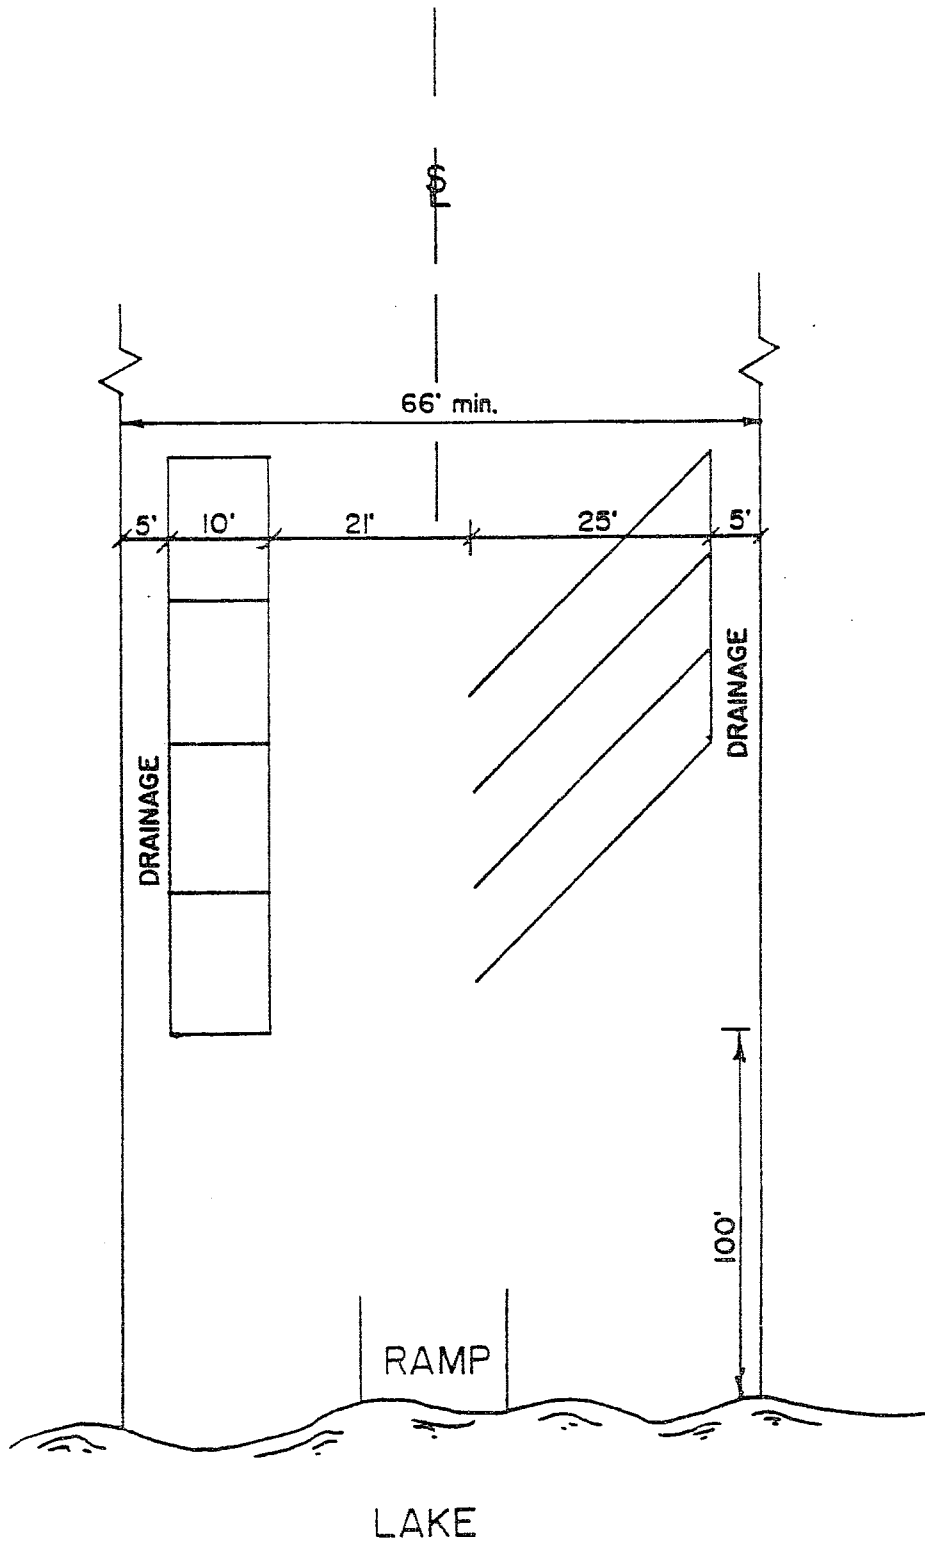 ℄
66' min.
5' 10' 21' 25' 5'
DRAINAGE
DRAINAGE
100'
RAMP
LAKE